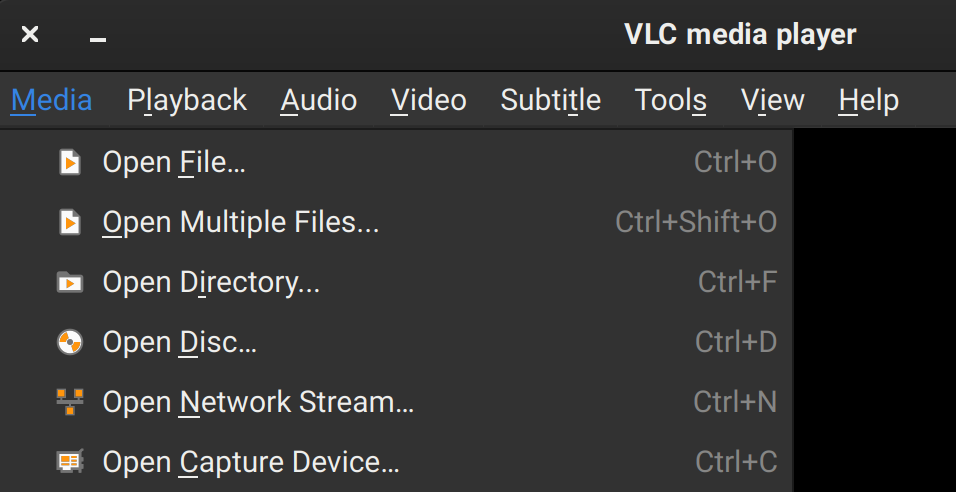 VLC media player
Media Playback Audio Video Subtitle Tools View Help
Open File… Ctrl+O
Open Multiple Files... Ctrl+Shift+O
Open Directory... Ctrl+F
Open Disc… Ctrl+D
Open Network Stream… Ctrl+N
Open Capture Device… Ctrl+C